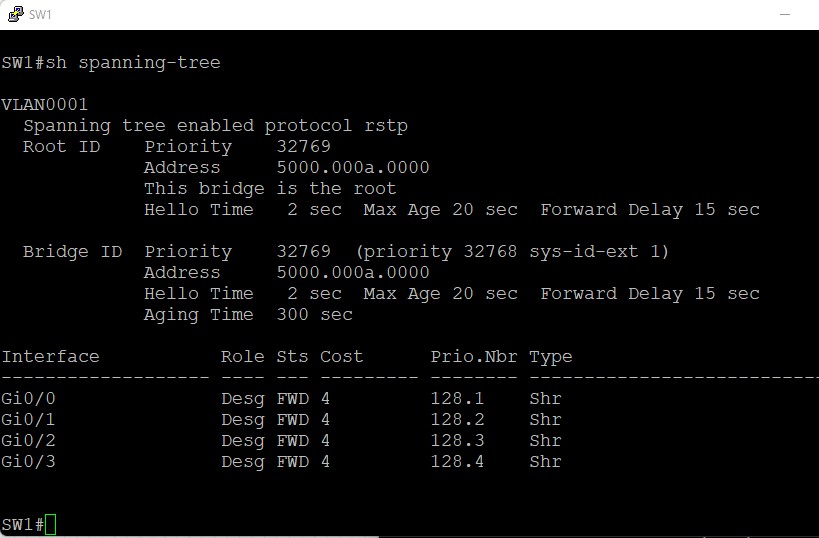 SW1
SW1#sh spanning-tree
VLAN0001
  Spanning tree enabled protocol rstp
  Root ID    Priority    32769
             Address     5000.000a.0000
             This bridge is the root
             Hello Time   2 sec  Max Age 20 sec  Forward Delay 15 sec
  Bridge ID  Priority    32769  (priority 32768 sys-id-ext 1)
             Address     5000.000a.0000
             Hello Time   2 sec  Max Age 20 sec  Forward Delay 15 sec
             Aging Time  300 sec
Interface           Role Sts Cost      Prio.Nbr Type
------------------- ---- --- --------- -------- ---------------------------
Gi0/0               Desg FWD 4         128.1    Shr
Gi0/1               Desg FWD 4         128.2    Shr
Gi0/2               Desg FWD 4         128.3    Shr
Gi0/3               Desg FWD 4         128.4    Shr
SW1#